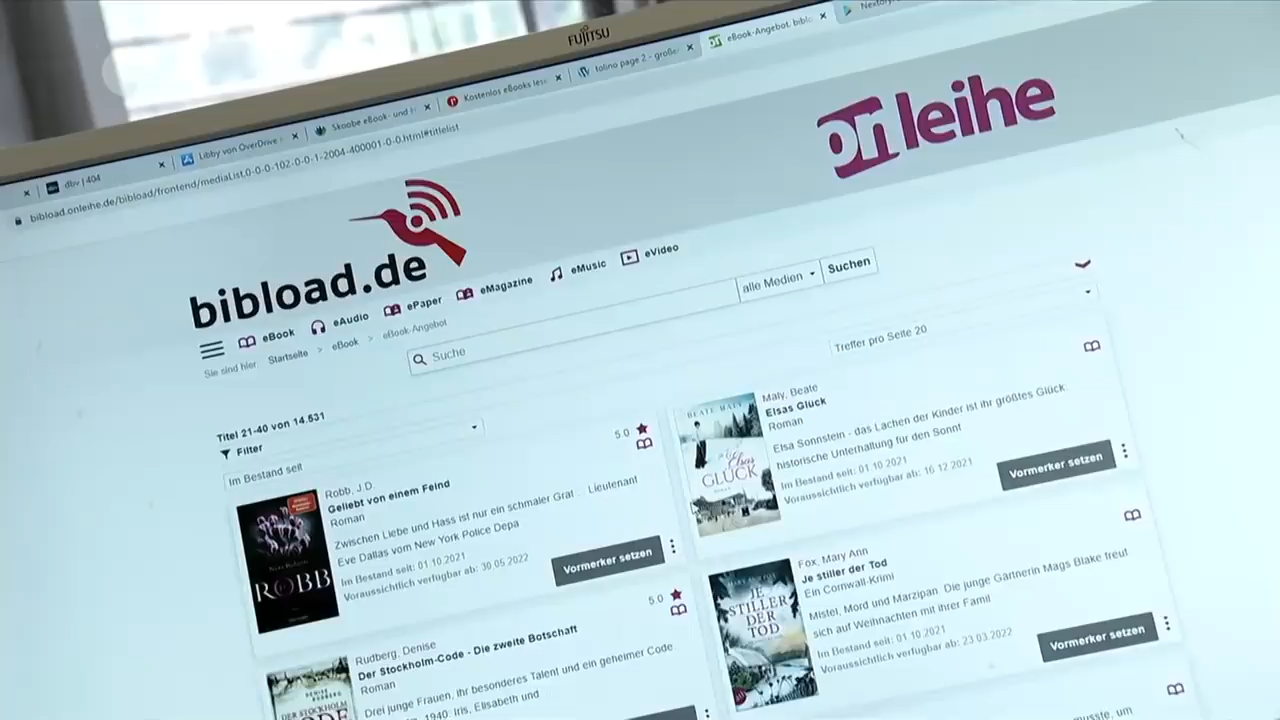 FUJITSU
dbv | 404
Libby von OverDrive
Skoobe eBook- und
Kostenlos eBooks les
tolino page 2 - große
eBook-Angebot. biblo
bibload.onleihe.de/bibload/frontend/mediaList,0-0-0-102-0-0-1-2004-400001-0-0.html#titlelist
onleihe
bibload.de
eBook
eAudio
ePaper
eMagazine
eMusic
eVideo
Sie sind hier: Startseite > eBook > eBook-Angebot
Suche
alle Medien
Suchen
Titel 21-40 von 14.531
Treffer pro Seite 20
Filter
Im Bestand seit
5.0
ROBB
Robb, J.D.
Geliebt von einem Feind
Roman
Zwischen Liebe und Hass ist nur ein schmaler Grat ... Lieutenant
Eve Dallas vom New York Police Depa
Im Bestand seit: 01.10.2021
Voraussichtlich verfügbar ab: 30.05.2022
Vormerker setzen
BEATE MALY
Elsas
GLÜCK
Maly, Beate
Elsas Glück
Roman
Elsa Sonnstein - das Lachen der Kinder ist ihr größtes Glück:
historische Unterhaltung für den Sonnt
Im Bestand seit: 01.10.2021
Voraussichtlich verfügbar ab: 16.12.2021
Vormerker setzen
5.0
DENISE
RUDBERG
DER STOCKHOLM
CODE
Rudberg, Denise
Der Stockholm-Code - Die zweite Botschaft
Roman
Drei junge Frauen, ihr besonderes Talent und ein geheimer Code
1940: Iris, Elisabeth und
JE
STILLER
DER
TOD
Fox, Mary Ann
Je stiller der Tod
Ein Cornwall-Krimi
Mistel, Mord und Marzipan. Die junge Gärtnerin Mags Blake freut
sich auf Weihnachten mit ihrer Famil
Im Bestand seit: 01.10.2021
Voraussichtlich verfügbar ab: 23.03.2022
Vormerker setzen
musste, um